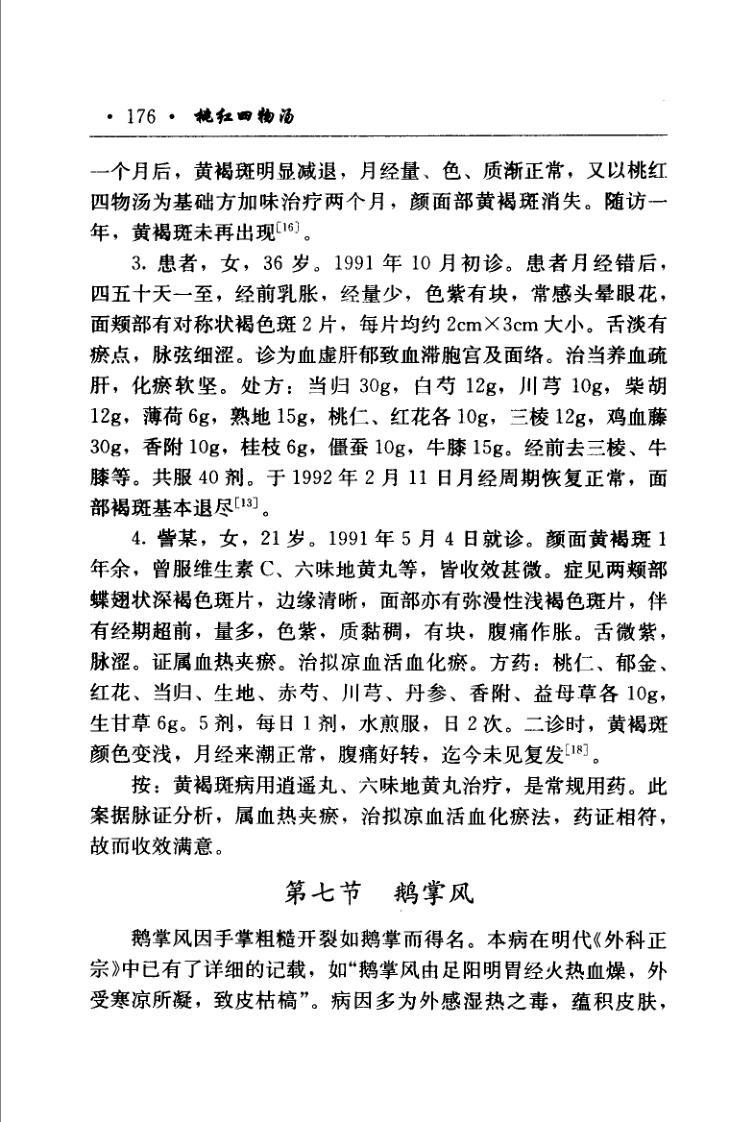 · 176 · 桃红四物汤
一个月后，黄褐斑明显减退，月经量、色、质渐正常，又以桃红
四物汤为基础方加味治疗两个月，颜面部黄褐斑消失。随访一
年，黄褐斑未再出现[16]。
3. 患者，女，36 岁。1991 年 10 月初诊。患者月经错后，
四五十天一至，经前乳胀，经量少，色紫有块，常感头晕眼花，
面颊部有对称状褐色斑 2 片，每片均约 2cm×3cm 大小。舌淡有
瘀点，脉弦细涩。诊为血虚肝郁致血滞胞宫及面络。治当养血疏
肝，化瘀软坚。处方：当归 30g，白芍 12g，川芎 10g，柴胡
12g，薄荷 6g，熟地 15g，桃仁、红花各 10g，三棱 12g，鸡血藤
30g，香附 10g，桂枝 6g，僵蚕 10g，牛膝 15g。经前去三棱、牛
膝等。共服 40 剂。于 1992 年 2 月 11 日月经周期恢复正常，面
部褐斑基本退尽[13]。
4. 訾某，女，21 岁。1991 年 5 月 4 日就诊。颜面黄褐斑 1
年余，曾服维生素 C、六味地黄丸等，皆收效甚微。症见两颊部
蝶翅状深褐色斑片，边缘清晰，面部亦有弥漫性浅褐色斑片，伴
有经期超前，量多，色紫，质黏稠，有块，腹痛作胀。舌微紫，
脉涩。证属血热夹瘀。治拟凉血活血化瘀。方药：桃仁、郁金、
红花、当归、生地、赤芍、川芎、丹参、香附、益母草各 10g，
生甘草 6g。5 剂，每日 1 剂，水煎服，日 2 次。二诊时，黄褐斑
颜色变浅，月经来潮正常，腹痛好转，迄今未见复发[18]。
按：黄褐斑病用逍遥丸、六味地黄丸治疗，是常规用药。此
案据脉证分析，属血热夹瘀，治拟凉血活血化瘀法，药证相符，
故而收效满意。
第七节 鹅掌风
鹅掌风因手掌粗糙开裂如鹅掌而得名。本病在明代《外科正
宗》中已有了详细的记载，如“鹅掌风由足阳明胃经火热血燥，外
受寒凉所凝，致皮枯槁”。病因多为外感湿热之毒，蕴积皮肤，